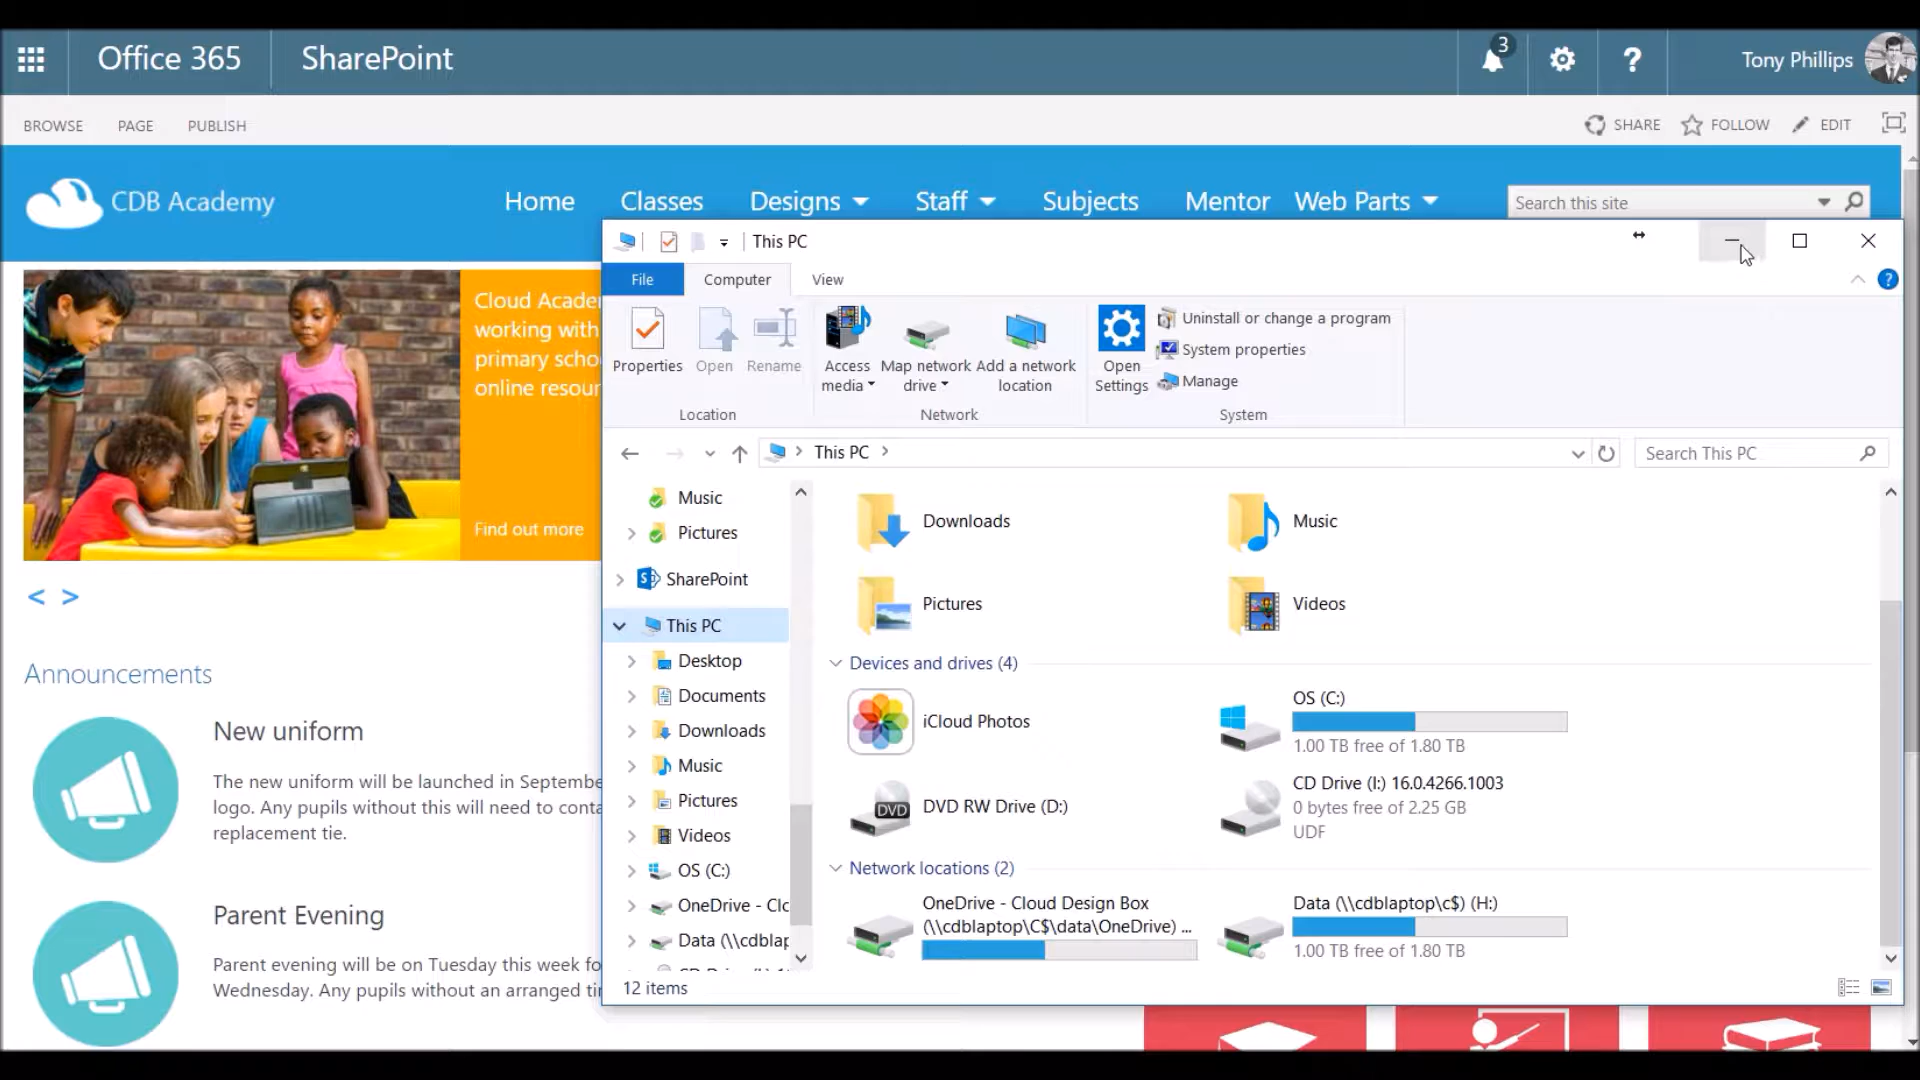 Office 365
SharePoint
3
?
Tony Phillips
BROWSE
PAGE
PUBLISH
SHARE
FOLLOW
EDIT
CDB Academy
Home
Classes
Designs
Staff
Subjects
Mentor
Web Parts
Search this site
Cloud Acade
working with
primary scho
online resour
Find out more
< >
Announcements
New uniform
The new uniform will be launched in Septembe
logo. Any pupils without this will need to conta
replacement tie.
Parent Evening
Parent evening will be on Tuesday this week fo
Wednesday. Any pupils without an arranged ti
This PC
File
Computer
View
?
Properties
Open
Rename
Location
Access
media
Map network
drive
Add a network
location
Network
Open
Settings
Uninstall or change a program
System properties
Manage
System
This PC
Search This PC
Music
Pictures
SharePoint
This PC
Desktop
Documents
Downloads
Music
Pictures
Videos
OS (C:)
OneDrive - Clo
Data (\\cdblap
Downloads
Music
Pictures
Videos
Devices and drives (4)
iCloud Photos
OS (C:)
1.00 TB free of 1.80 TB
DVD
DVD RW Drive (D:)
CD Drive (I:) 16.0.4266.1003
0 bytes free of 2.25 GB
UDF
Network locations (2)
OneDrive - Cloud Design Box
(\\cdblaptop\C$\data\OneDrive) ...
Data (\\cdblaptop\c$) (H:)
1.00 TB free of 1.80 TB
12 items